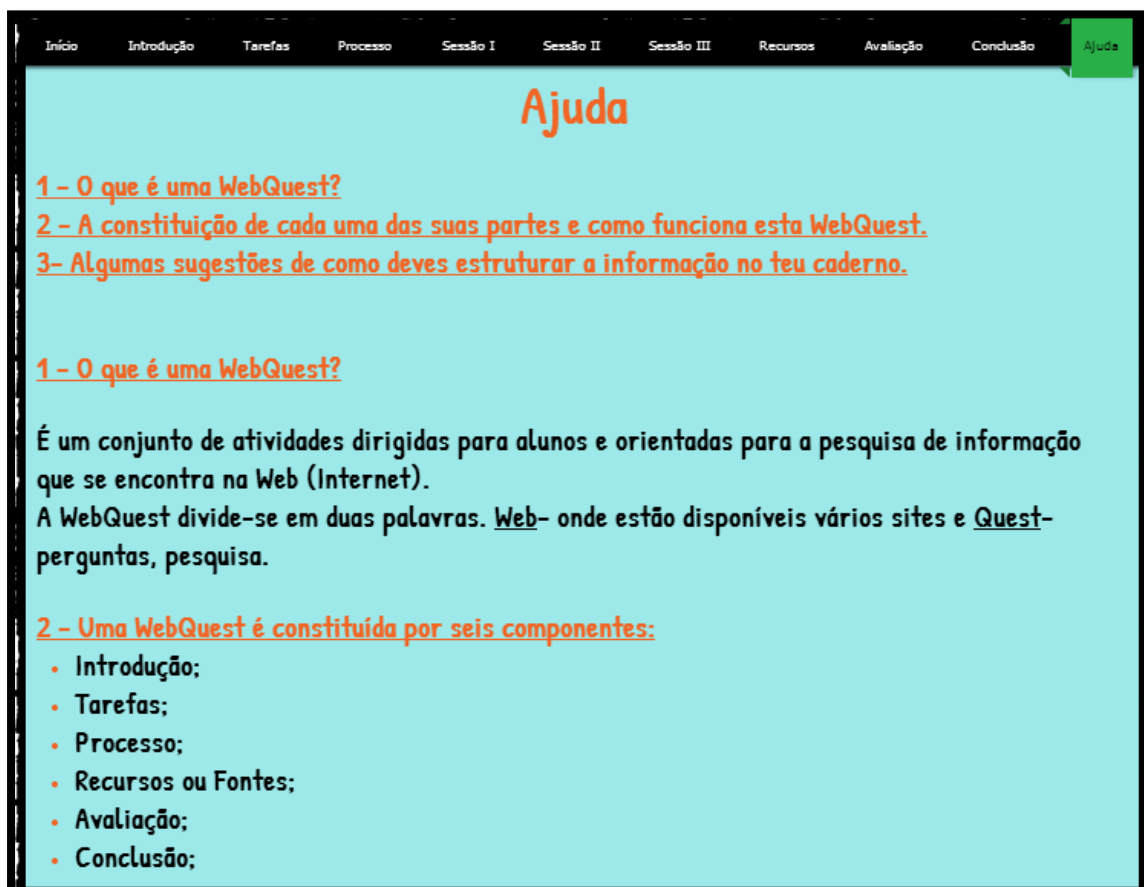 Início Introdução Tarefas Processo Sessão I Sessão II Sessão III Recursos Avaliação Conclusão Ajuda
Ajuda
1 - O que é uma WebQuest?
2 - A constituição de cada uma das suas partes e como funciona esta WebQuest.
3- Algumas sugestões de como deves estruturar a informação no teu caderno.
1 - O que é uma WebQuest?
É um conjunto de atividades dirigidas para alunos e orientadas para a pesquisa de informação
que se encontra na Web (Internet).
A WebQuest divide-se em duas palavras. Web- onde estão disponíveis vários sites e Quest-
perguntas, pesquisa.
2 - Uma WebQuest é constituída por seis componentes:
• Introdução;
• Tarefas;
• Processo;
• Recursos ou Fontes;
• Avaliação;
• Conclusão;